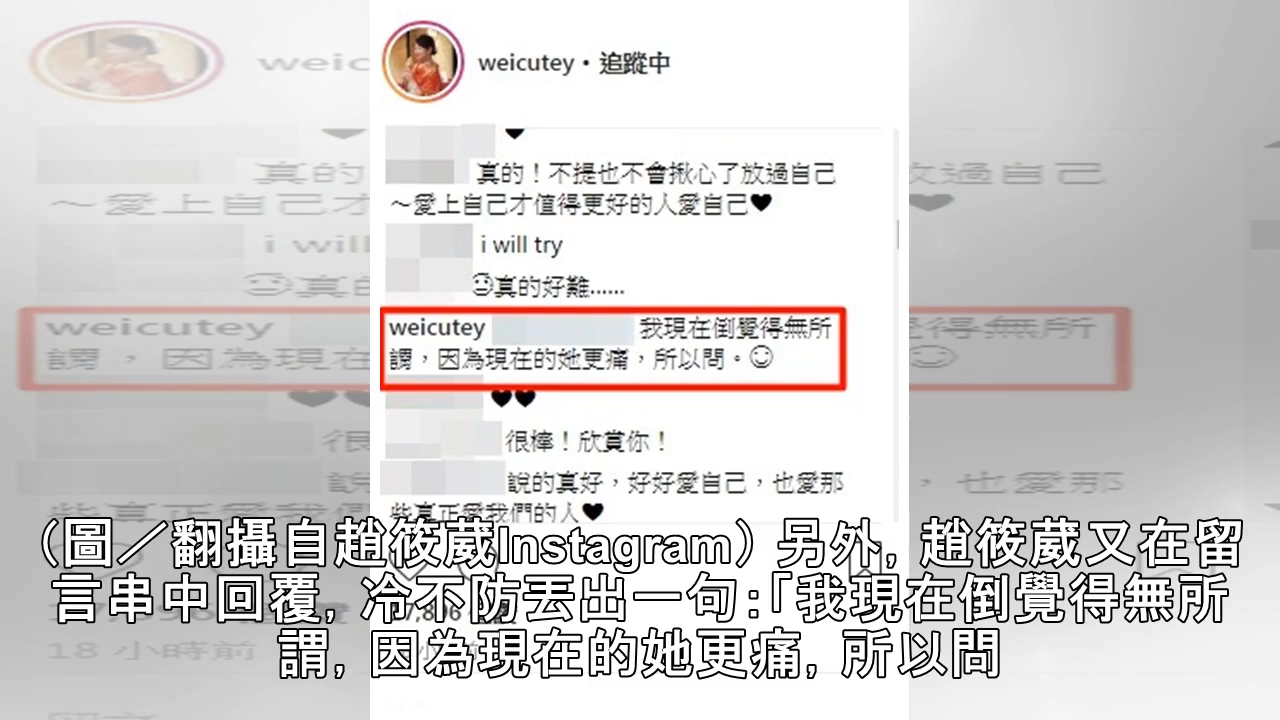 weicutey • 追蹤中
真的！不提也不會揪心了放過自己
～愛上自己才值得更好的人愛自己♥
i will try
真的好難......
weicutey 我現在倒覺得無所
謂，因為現在的她更痛，所以問。
很棒！欣賞你！
說的真好，好好愛自己，也愛那
些真正愛我們的人♥
(圖／翻攝自趙筱葳Instagram) 另外, 趙筱葳又在留
言串中回覆, 冷不防丟出一句:「我現在倒覺得無所
謂, 因為現在的她更痛, 所以問
18 小時前